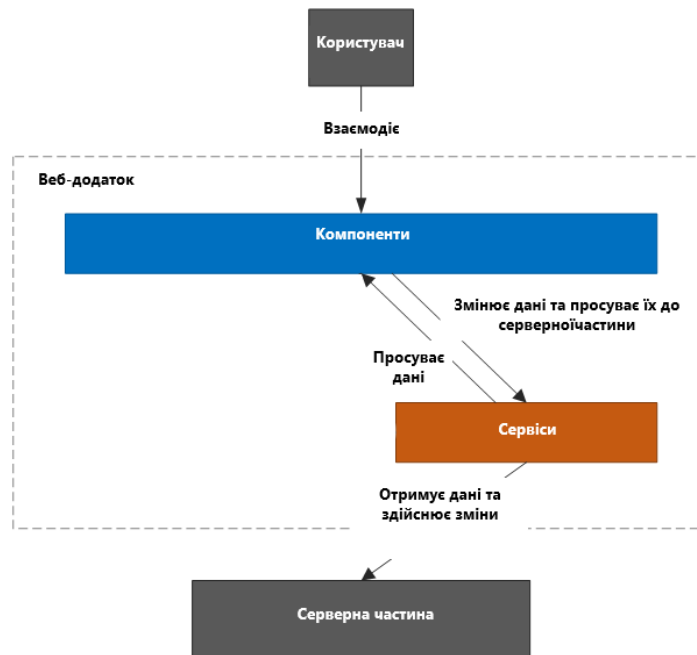 Користувач
Взаємодіє
Веб-додаток
Компоненти
Змінює дані та просуває їх до
серверноїчастини
Просуває
дані
Сервіси
Отримує дані та
здійснює зміни
Серверна частина